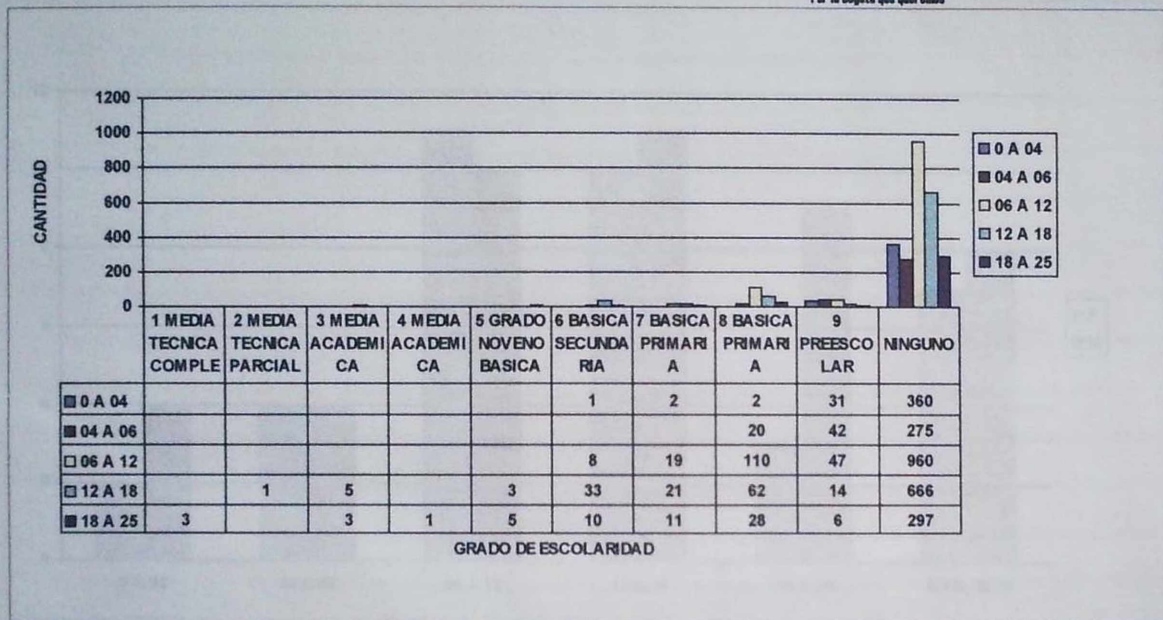 Por la Bogotá que queremos
1200
1000
800
600
400
200
0
CANTIDAD
0 A 04
04 A 06
06 A 12
12 A 18
18 A 25
1 MEDIA TECNICA COMPLE 2 MEDIA TECNICA PARCIAL 3 MEDIA ACADEMI CA 4 MEDIA ACADEMI CA 5 GRADO NOVENO BASICA 6 BASICA SECUNDA RIA 7 BASICA PRIMARI A 8 BASICA PRIMARI A 9 PREESCO LAR NINGUNO
0 A 04 1 2 2 31 360
04 A 06 20 42 275
06 A 12 8 19 110 47 960
12 A 18 1 5 3 33 21 62 14 666
18 A 25 3 3 1 5 10 11 28 6 297
GRADO DE ESCOLARIDAD